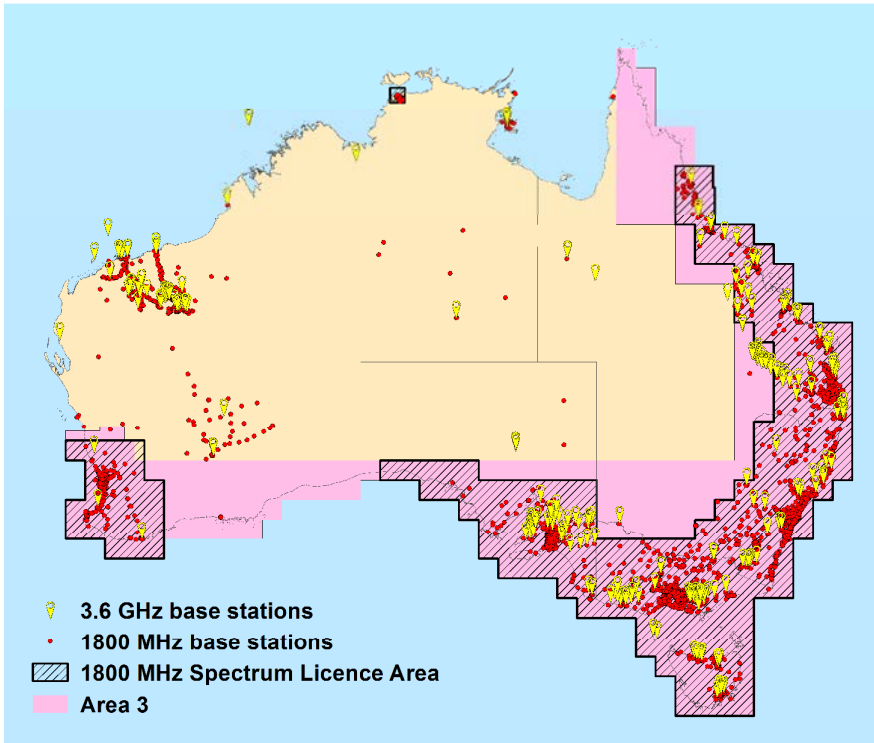 3.6 GHz base stations
1800 MHz base stations
1800 MHz Spectrum Licence Area
Area 3